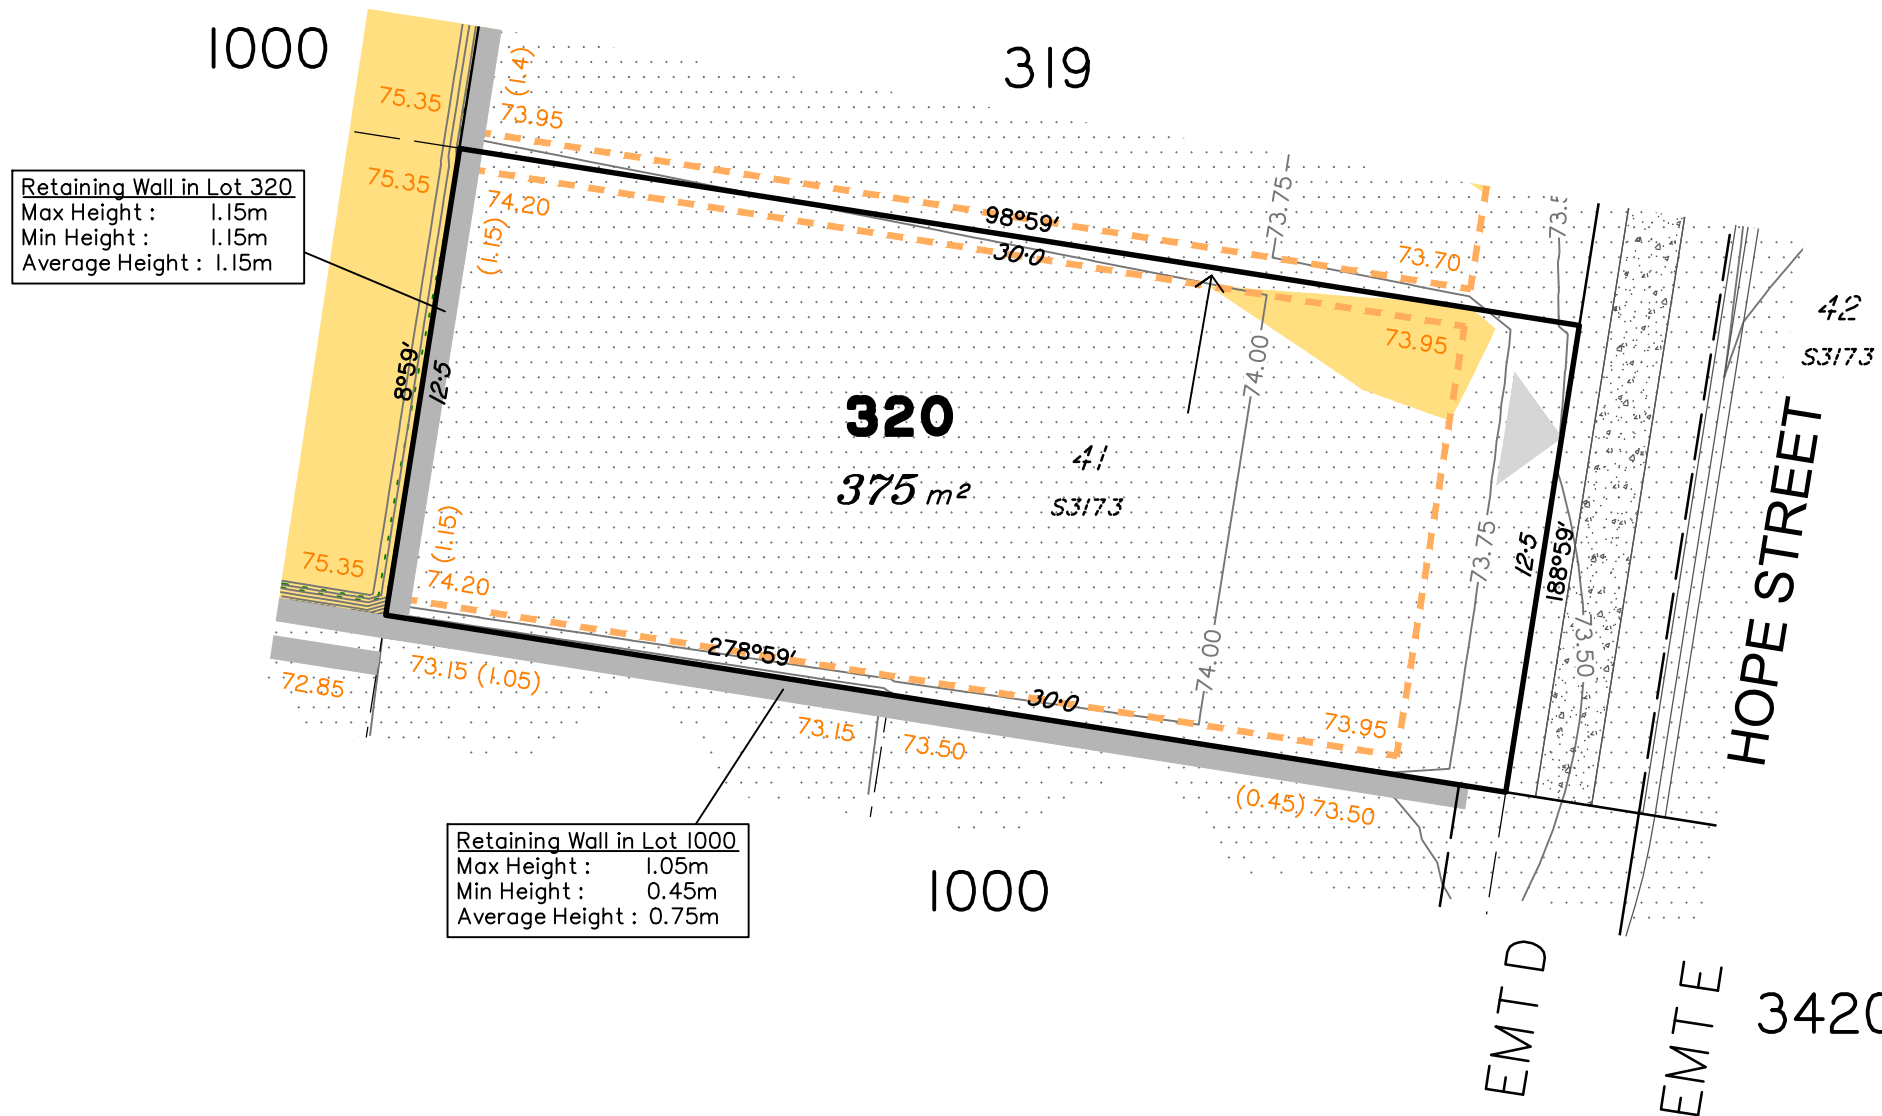 1000
319
(1.4)
75.35
73.95
75.35
Retaining Wall in Lot 320
Max Height : 1.15m
Min Height : 1.15m
Average Height : 1.15m
74.20
(1.15)
98°59'
30·0
73.75
73.5
73.70
73.95
42
S3173
8°59'
12·5
74.00
320
375 m²
41
S3173
HOPE STREET
(1.15)
75.35
74.20
73.75
12·5
188°59'
73.50
278°59'
74.00
30·0
72.85
73.15 (1.05)
73.15
73.50
73.95
(0.45) 73.50
Retaining Wall in Lot 1000
Max Height : 1.05m
Min Height : 0.45m
Average Height : 0.75m
1000
EMT D
EMT E
3420